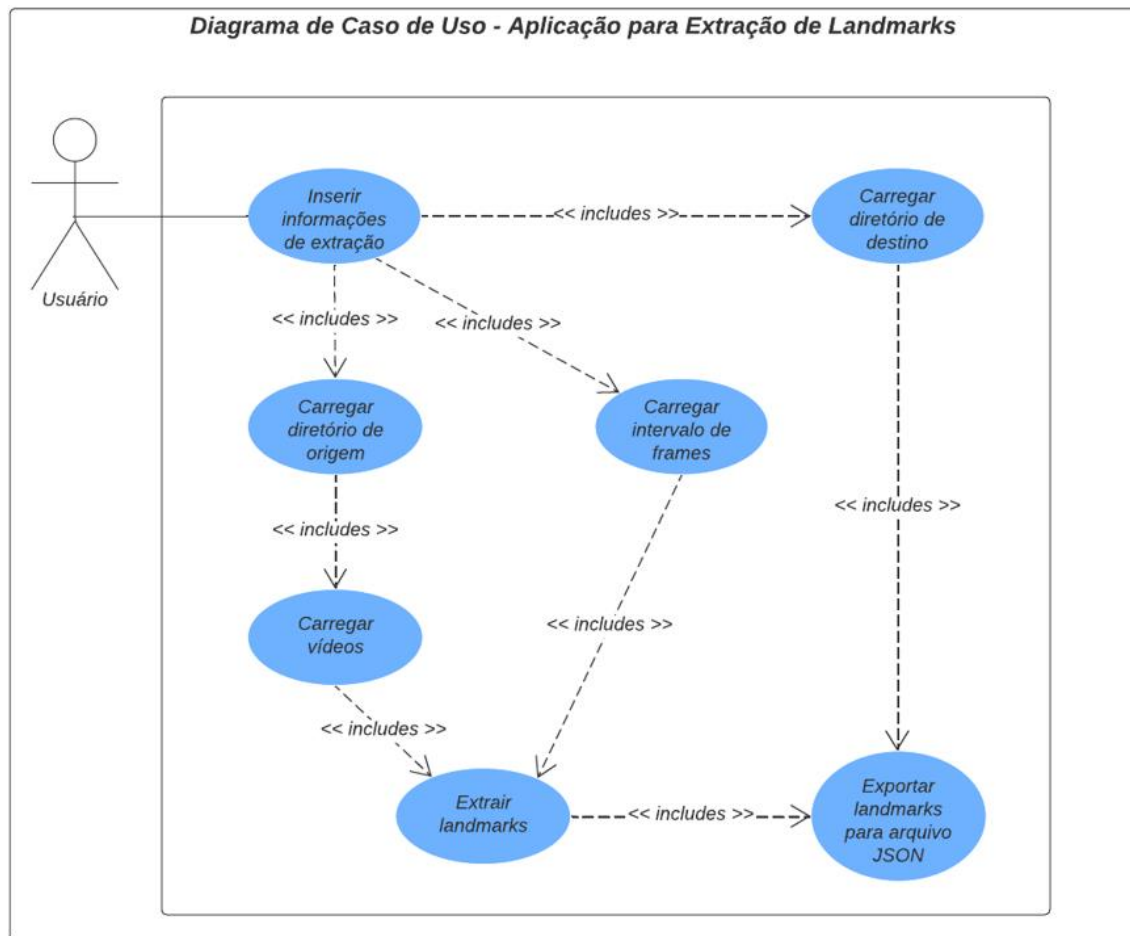 Diagrama de Caso de Uso - Aplicação para Extração de Landmarks
Usuário
Inserir
informações
de extração
<< includes >>
Carregar
diretório de
destino
<< includes >>
<< includes >>
Carregar
diretório de
origem
Carregar
intervalo de
frames
<< includes >>
<< includes >>
Carregar
vídeos
<< includes >>
<< includes >>
Extrair
landmarks
<< includes >>
Exportar
landmarks
para arquivo
JSON